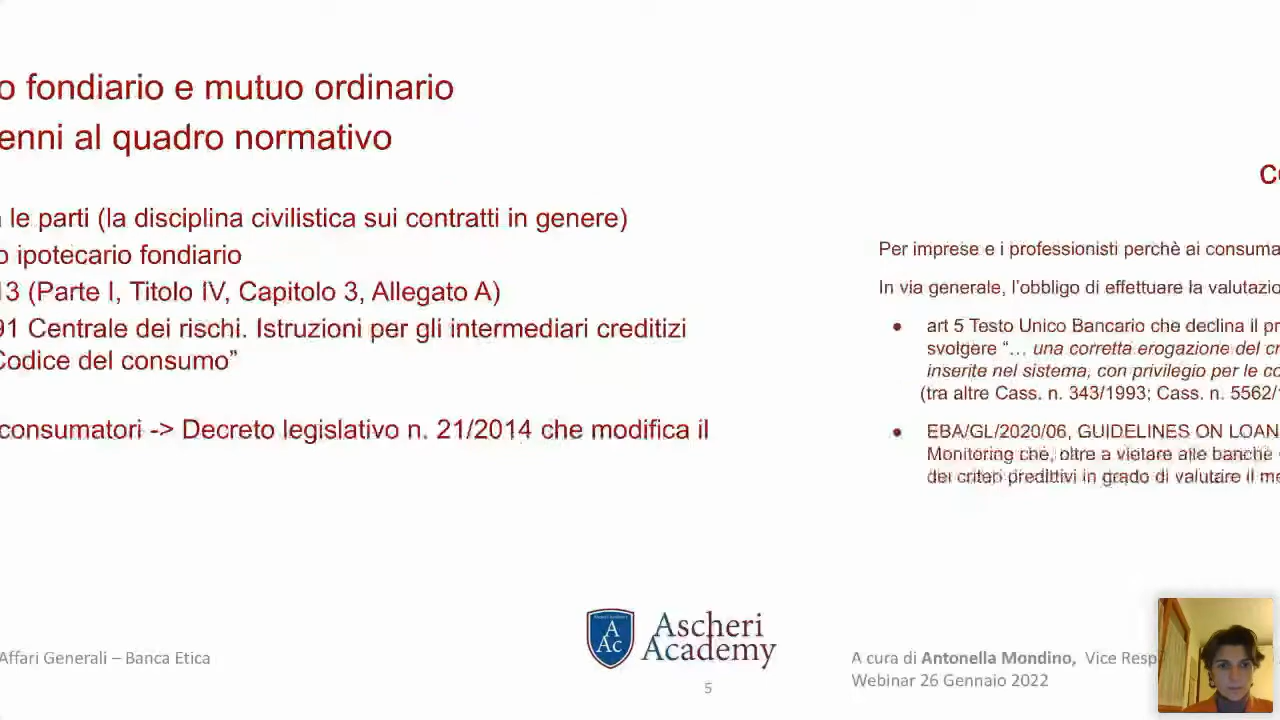 o fondiario e mutuo ordinario
enni al quadro normativo
le parti (la disciplina civilistica sui contratti in genere)
o ipotecario fondiario
13 (Parte I, Titolo IV, Capitolo 3, Allegato A)
91 Centrale dei rischi. Istruzioni per gli intermediari creditizi
Codice del consumo”
consumatori -> Decreto legislativo n. 21/2014 che modifica il
Affari Generali – Banca Etica
Ascheri
Academy
5
Per imprese e i professionisti perchè ai consuma
In via generale, l’obbligo di effettuare la valutazio
• art 5 Testo Unico Bancario che declina il pr
svolgere “… una corretta erogazione del cr
inserite nel sistema, con privilegio per le co
(tra altre Cass. n. 343/1993; Cass. n. 5562/
• EBA/GL/2020/06, GUIDELINES ON LOAN
Monitoring che, oltre a vietare alle banche
dei criteri predittivi in grado di valutare il me
A cura di Antonella Mondino, Vice Resp
Webinar 26 Gennaio 2022